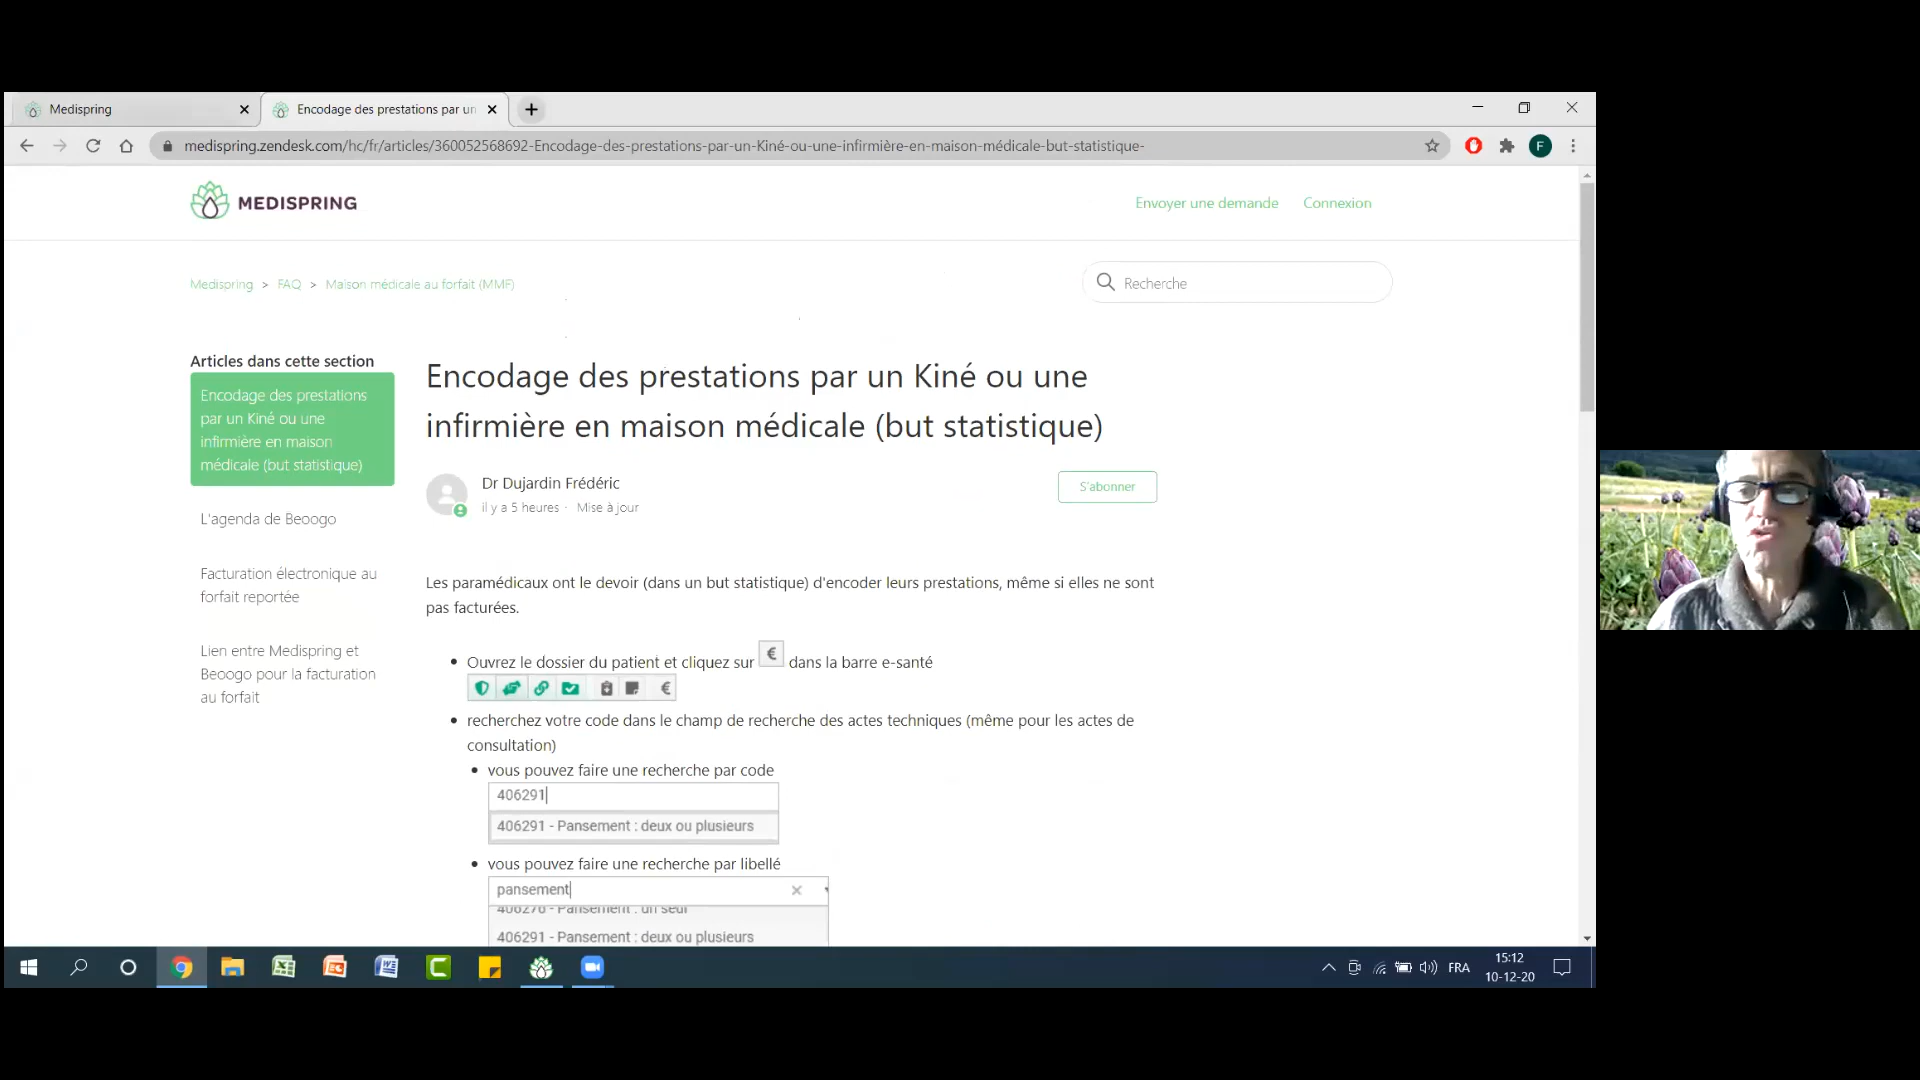 Medispring
Encodage des prestations par un
medispring.zendesk.com/hc/fr/articles/360052568692-Encodage-des-prestations-par-un-Kiné-ou-une-infirmière-en-maison-médicale-but-statistique-
F
MEDISPRING
Envoyer une demande
Connexion
Medispring > FAQ > Maison médicale au forfait (MMF)
Recherche
Articles dans cette section
Encodage des prestations
par un Kiné ou une
infirmière en maison
médicale (but statistique)
L'agenda de Beoogo
Facturation électronique au
forfait reportée
Lien entre Medispring et
Beoogo pour la facturation
au forfait
Encodage des prestations par un Kiné ou une
infirmière en maison médicale (but statistique)
Dr Dujardin Frédéric
il y a 5 heures · Mise à jour
S'abonner
Les paramédicaux ont le devoir (dans un but statistique) d'encoder leurs prestations, même si elles ne sont
pas facturées.
• Ouvrez le dossier du patient et cliquez sur € dans la barre e-santé
€
• recherchez votre code dans le champ de recherche des actes techniques (même pour les actes de
consultation)
• vous pouvez faire une recherche par code
406291
406291 - Pansement : deux ou plusieurs
• vous pouvez faire une recherche par libellé
pansement
406276 - Pansement : un seul
406291 - Pansement : deux ou plusieurs
FRA
15:12
10-12-20